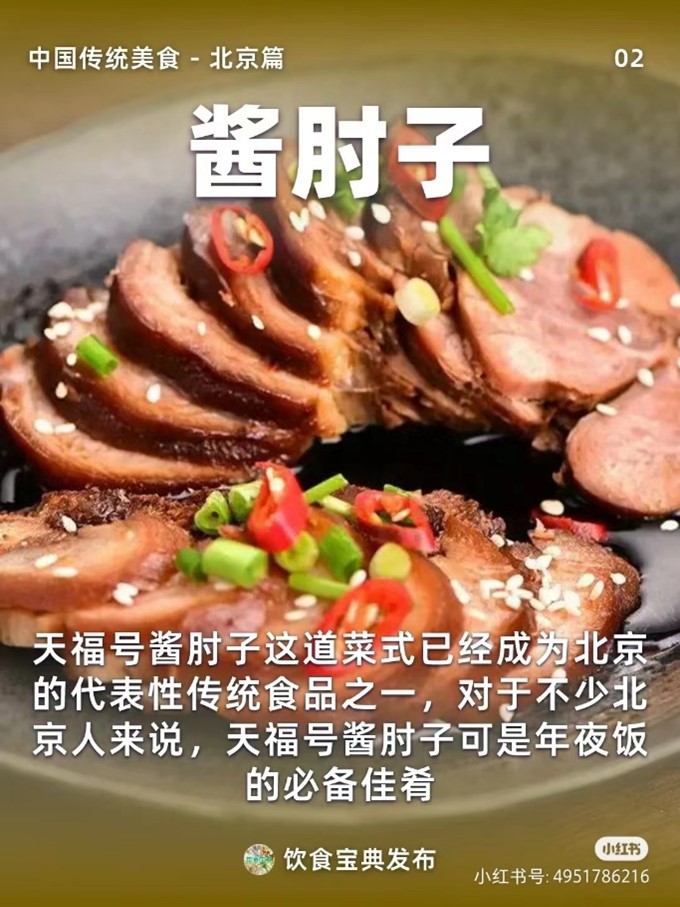 中国传统美食 - 北京篇
02
酱肘子
天福号酱肘子这道菜式已经成为北京
的代表性传统食品之一，对于不少北
京人来说，天福号酱肘子可是年夜饭
的必备佳肴
饮食宝典发布
小红书
小红书号: 4951786216